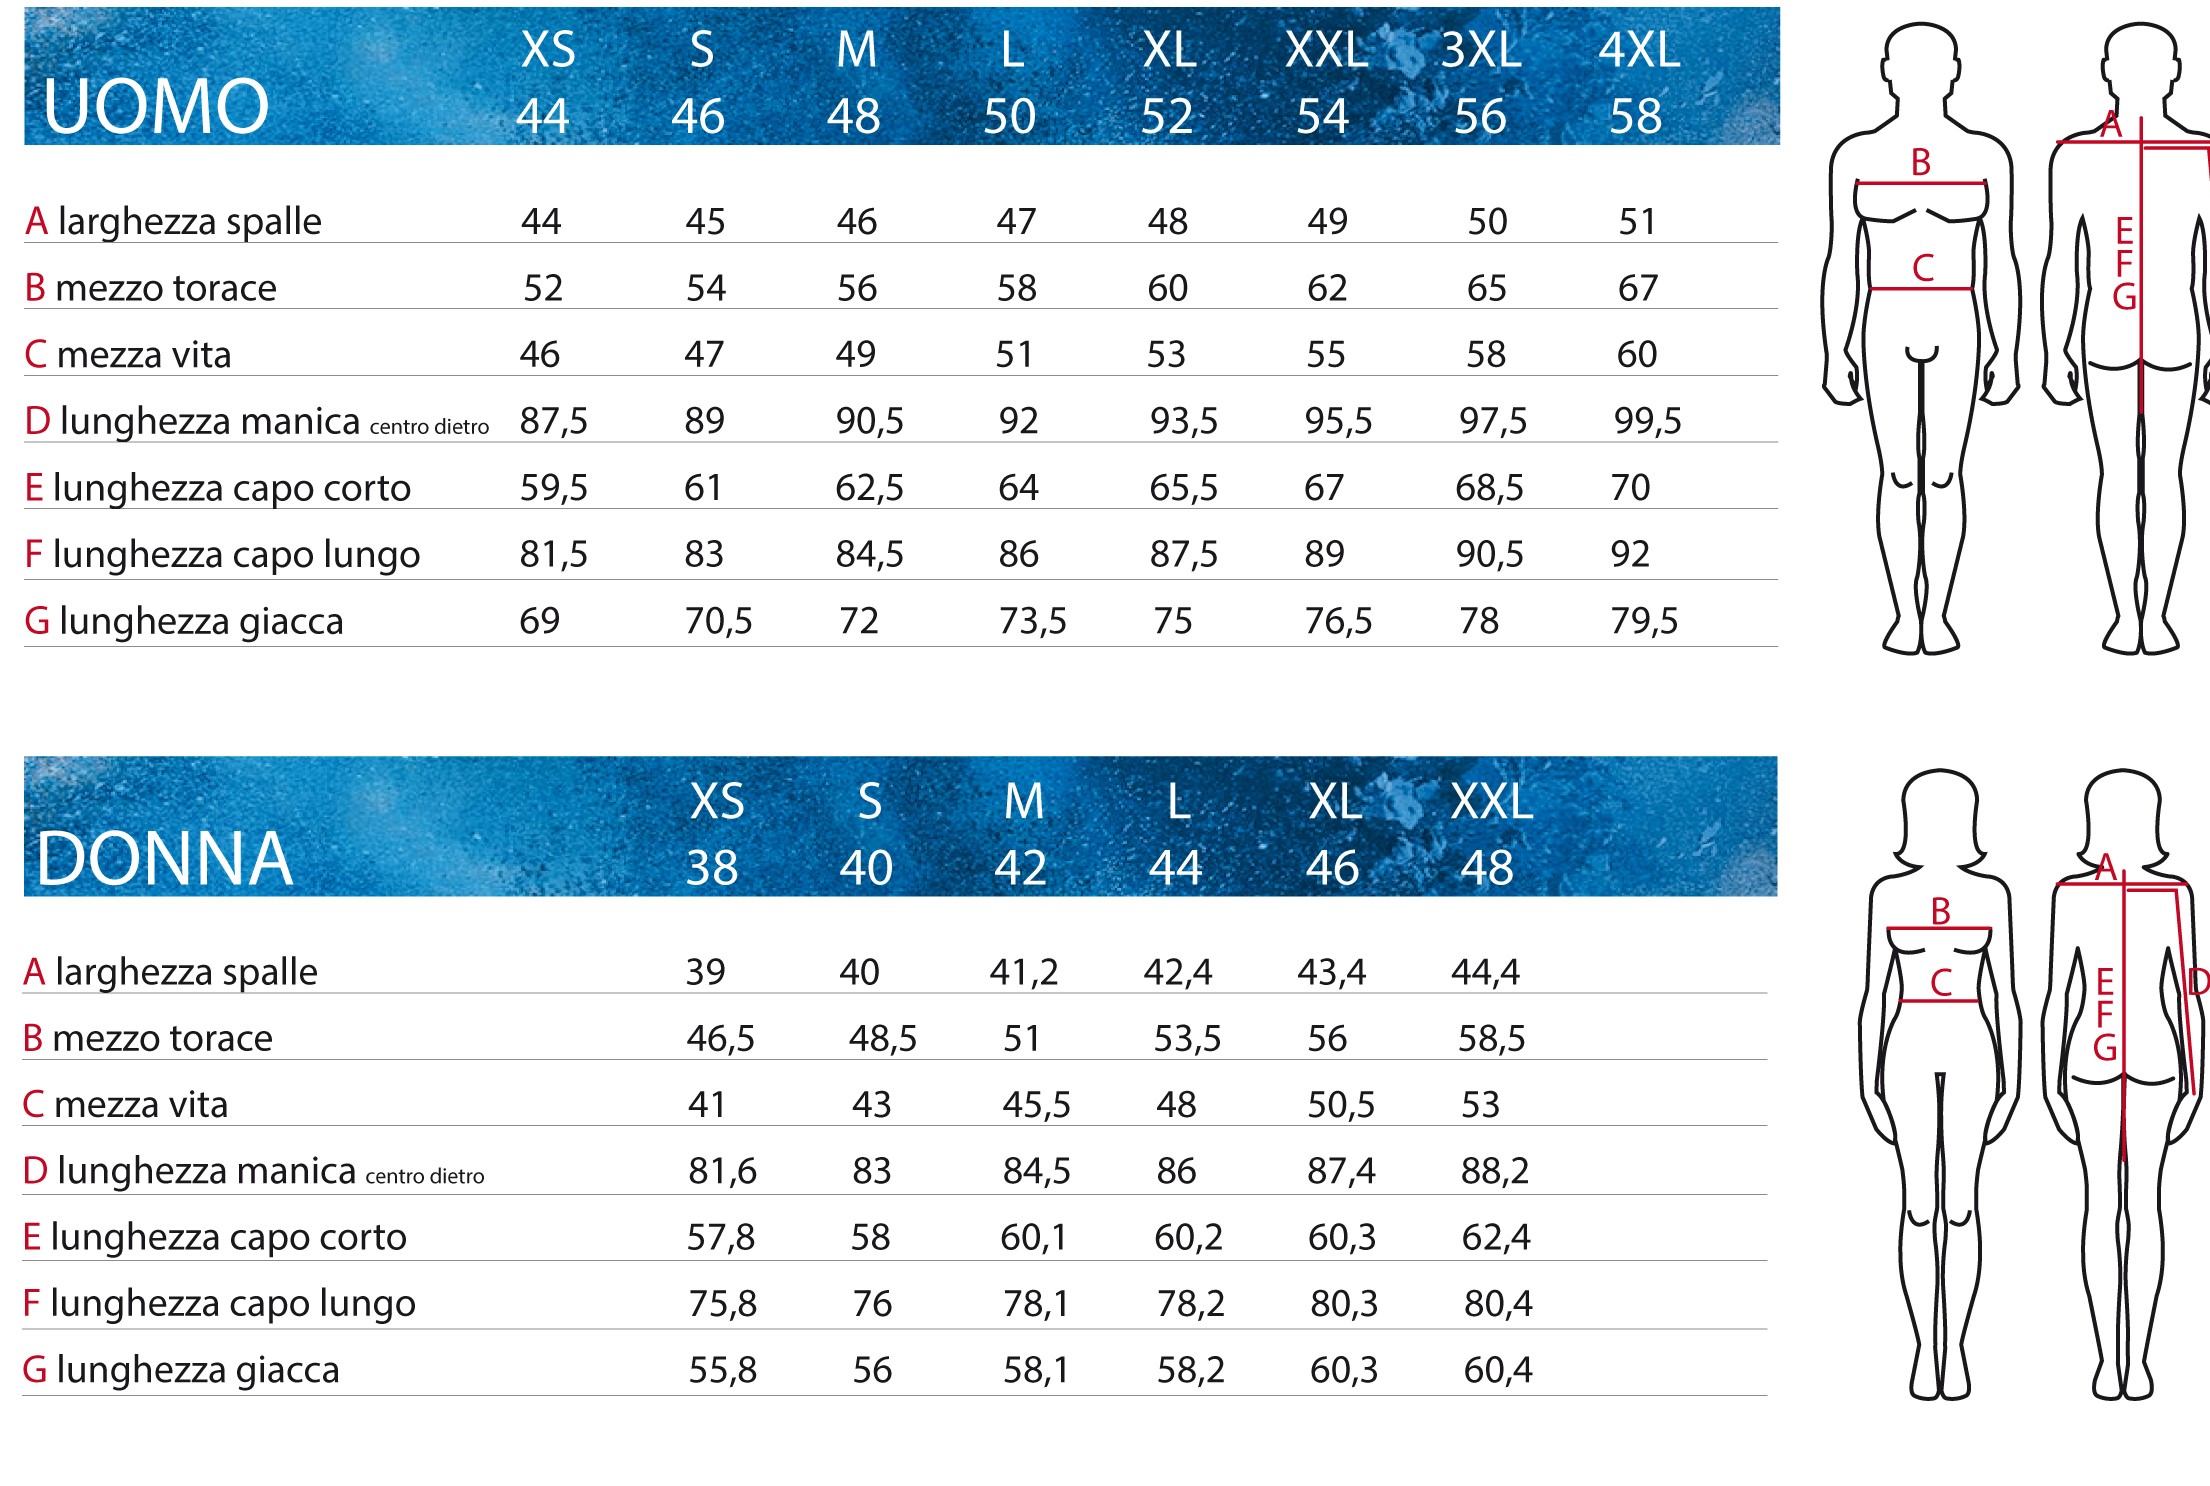 XS S M L XL XXL 3XL 4XL
UOMO 44 46 48 50 52 54 56 58
A larghezza spalle 44 45 46 47 48 49 50 51
B mezzo torace 52 54 56 58 60 62 65 67
C mezza vita 46 47 49 51 53 55 58 60
D lunghezza manica centro dietro 87,5 89 90,5 92 93,5 95,5 97,5 99,5
E lunghezza capo corto 59,5 61 62,5 64 65,5 67 68,5 70
F lunghezza capo lungo 81,5 83 84,5 86 87,5 89 90,5 92
G lunghezza giacca 69 70,5 72 73,5 75 76,5 78 79,5
B
C
A
E
F
G
XS S M L XL XXL
DONNA 38 40 42 44 46 48
A larghezza spalle 39 40 41,2 42,4 43,4 44,4
B mezzo torace 46,5 48,5 51 53,5 56 58,5
C mezza vita 41 43 45,5 48 50,5 53
D lunghezza manica centro dietro 81,6 83 84,5 86 87,4 88,2
E lunghezza capo corto 57,8 58 60,1 60,2 60,3 62,4
F lunghezza capo lungo 75,8 76 78,1 78,2 80,3 80,4
G lunghezza giacca 55,8 56 58,1 58,2 60,3 60,4
B
C
A
E
F
G
D